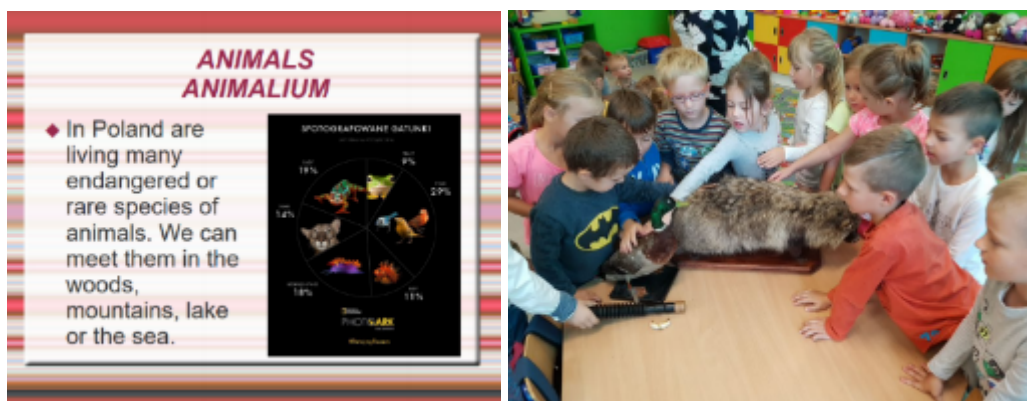 ANIMALS
ANIMALIUM
In Poland are
living many
endangered or
rare species of
animals. We can
meet them in the
woods,
mountains, lake
or the sea.
SFOTOGRAFOWANE GATUNKI
9%
19%
29%
14%
18%
11%
PHOTO ARK